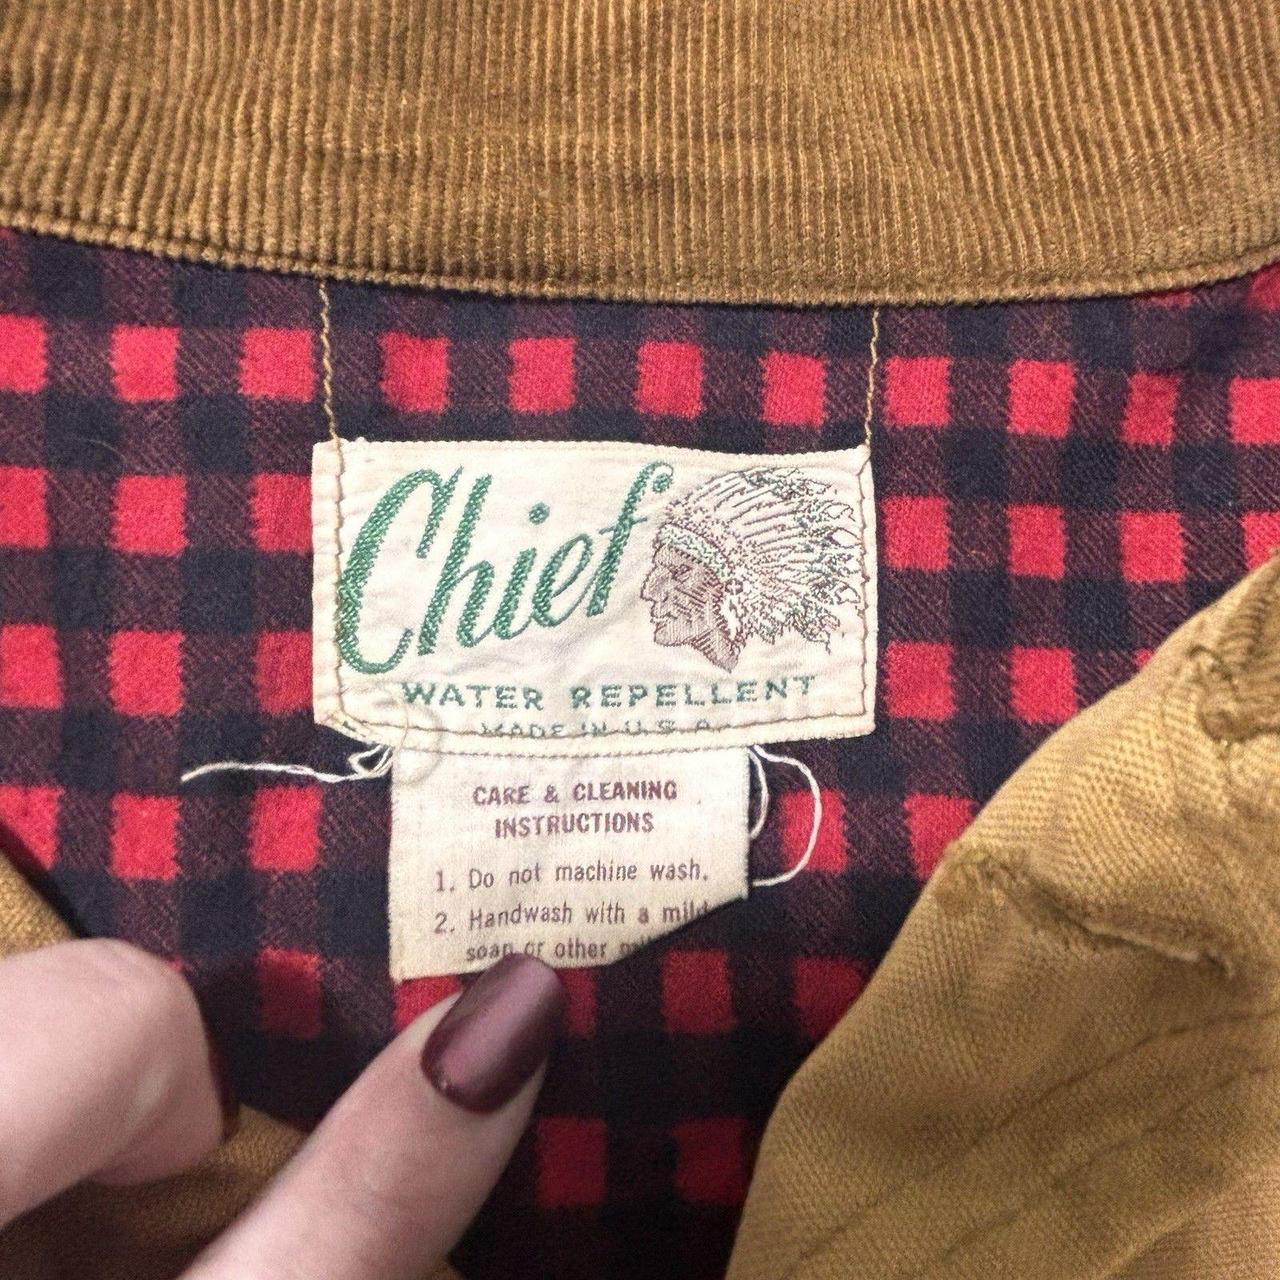 Chief
WATER REPELLENT
MADE IN U.S.A.
CARE & CLEANING
INSTRUCTIONS
1. Do not machine wash.
2. Handwash with a mild
soap or other